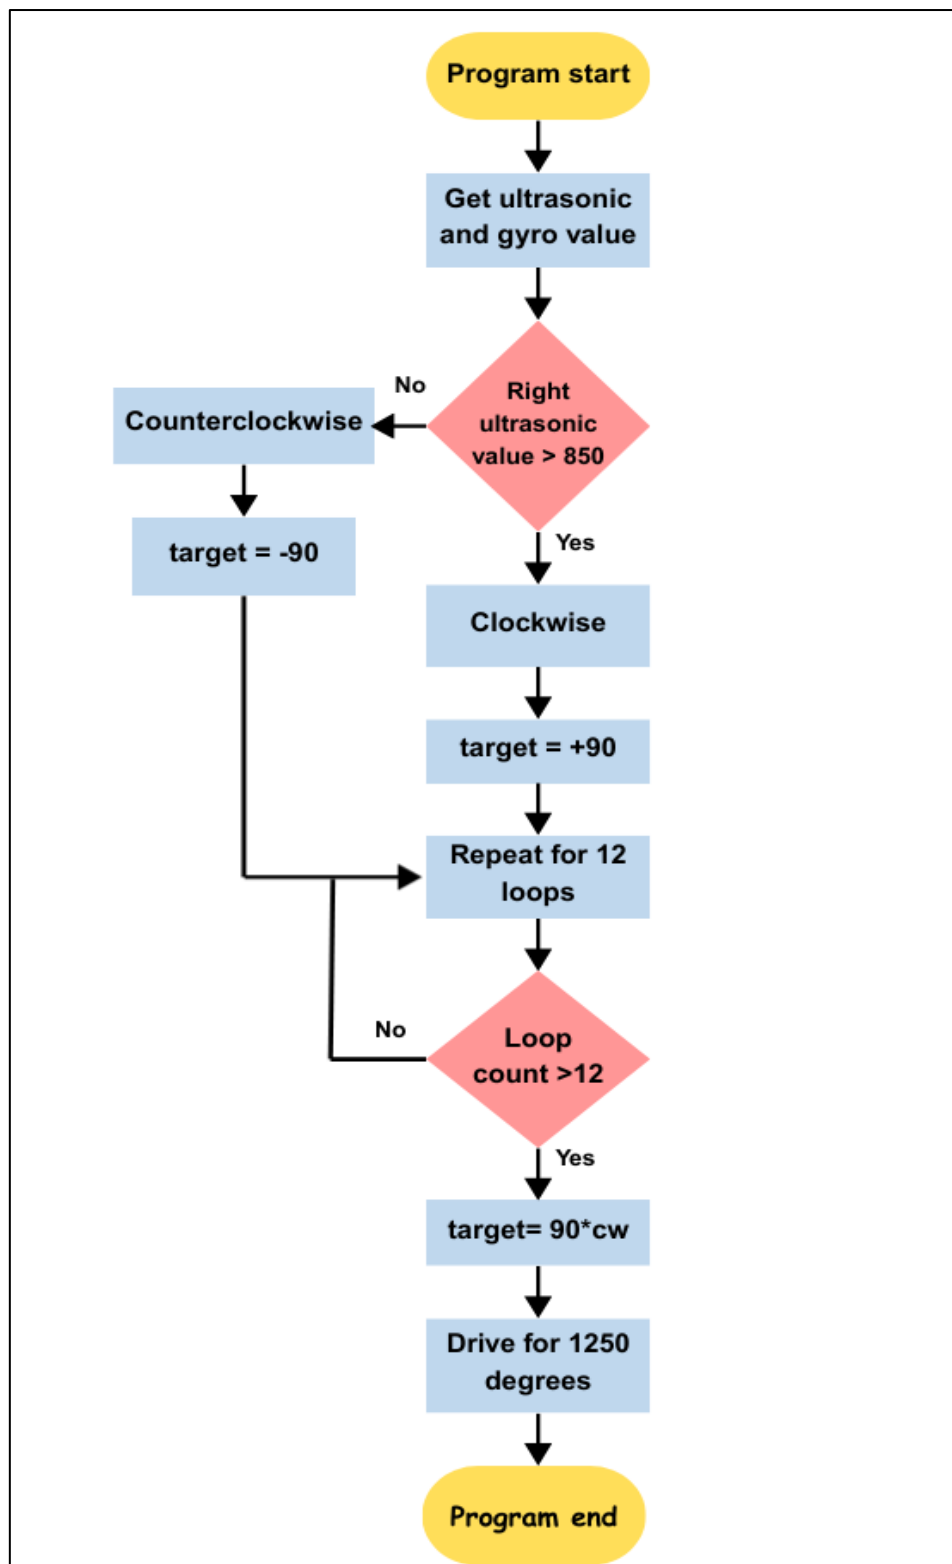 Program start
Get ultrasonic
and gyro value
Right
ultrasonic
value > 850
No
Counterclockwise
target = -90
Yes
Clockwise
target = +90
Repeat for 12
loops
Loop
count >12
No
Yes
target= 90*cw
Drive for 1250
degrees
Program end